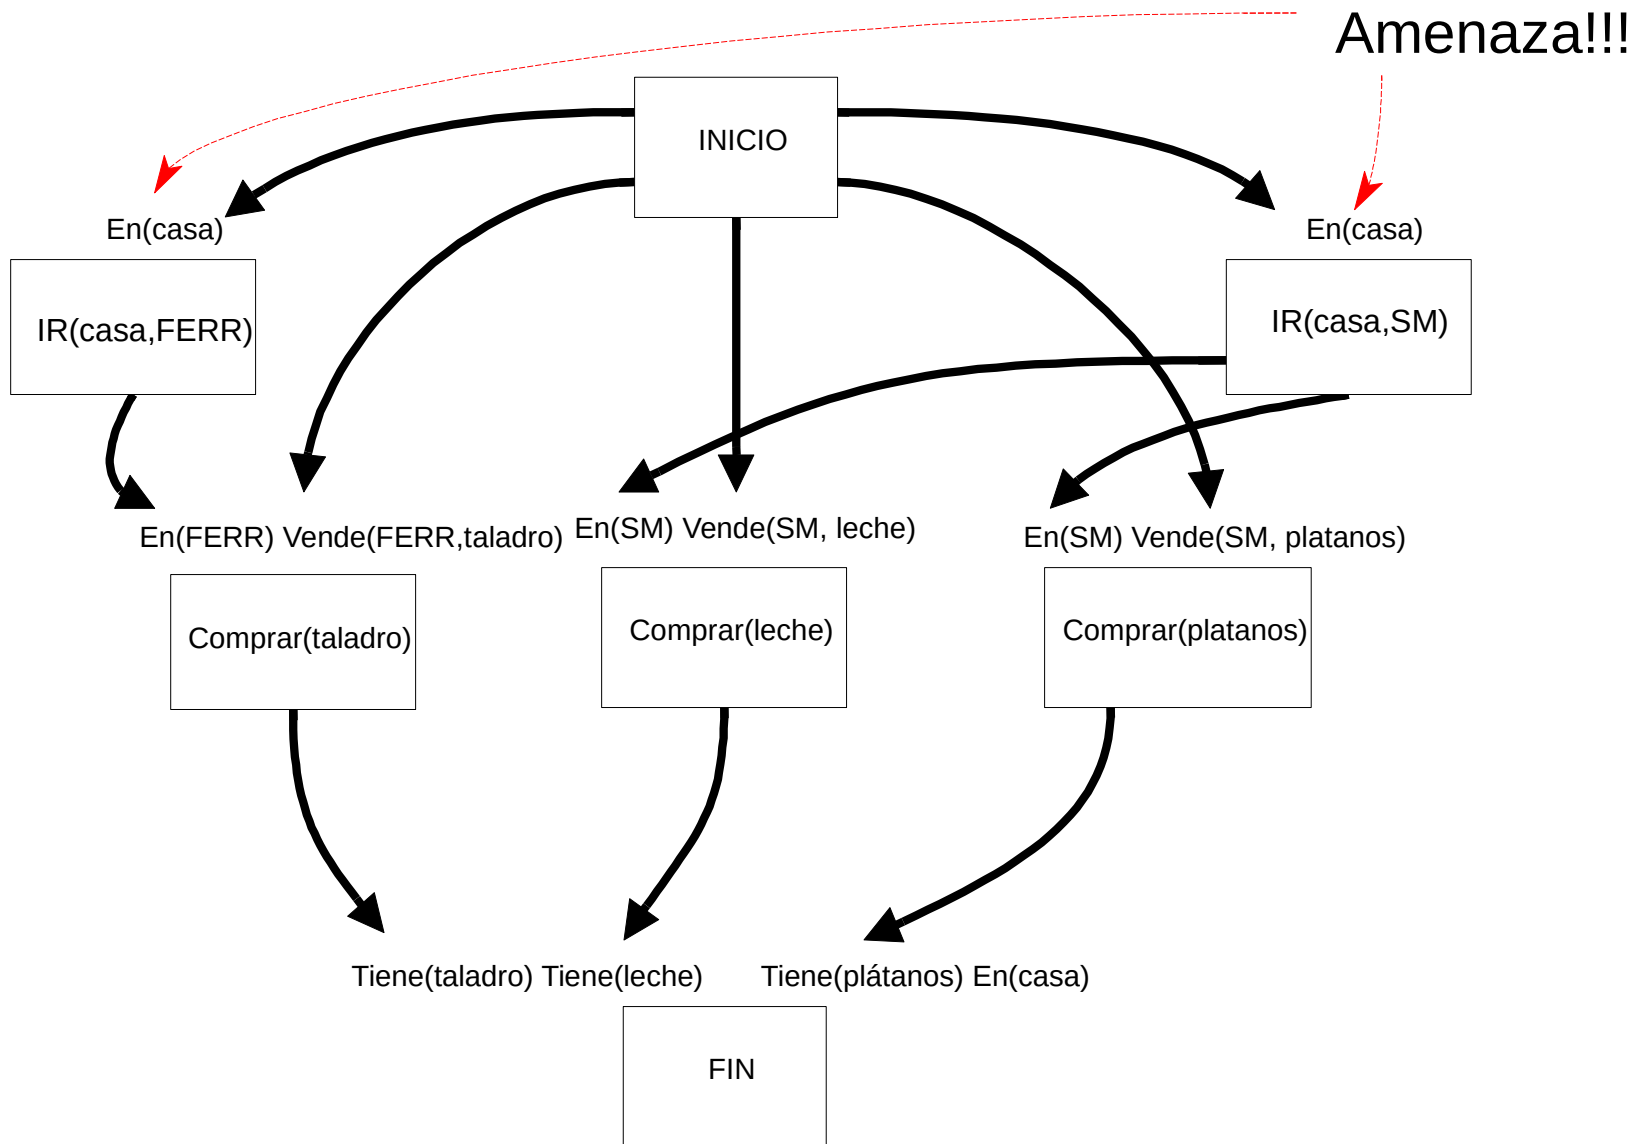 Amenaza!!!
INICIO
En(casa)
En(casa)
IR(casa,FERR)
IR(casa,SM)
En(FERR) Vende(FERR,taladro)
En(SM) Vende(SM, leche)
En(SM) Vende(SM, platanos)
Comprar(taladro)
Comprar(leche)
Comprar(platanos)
Tiene(taladro) Tiene(leche)
Tiene(plátanos) En(casa)
FIN